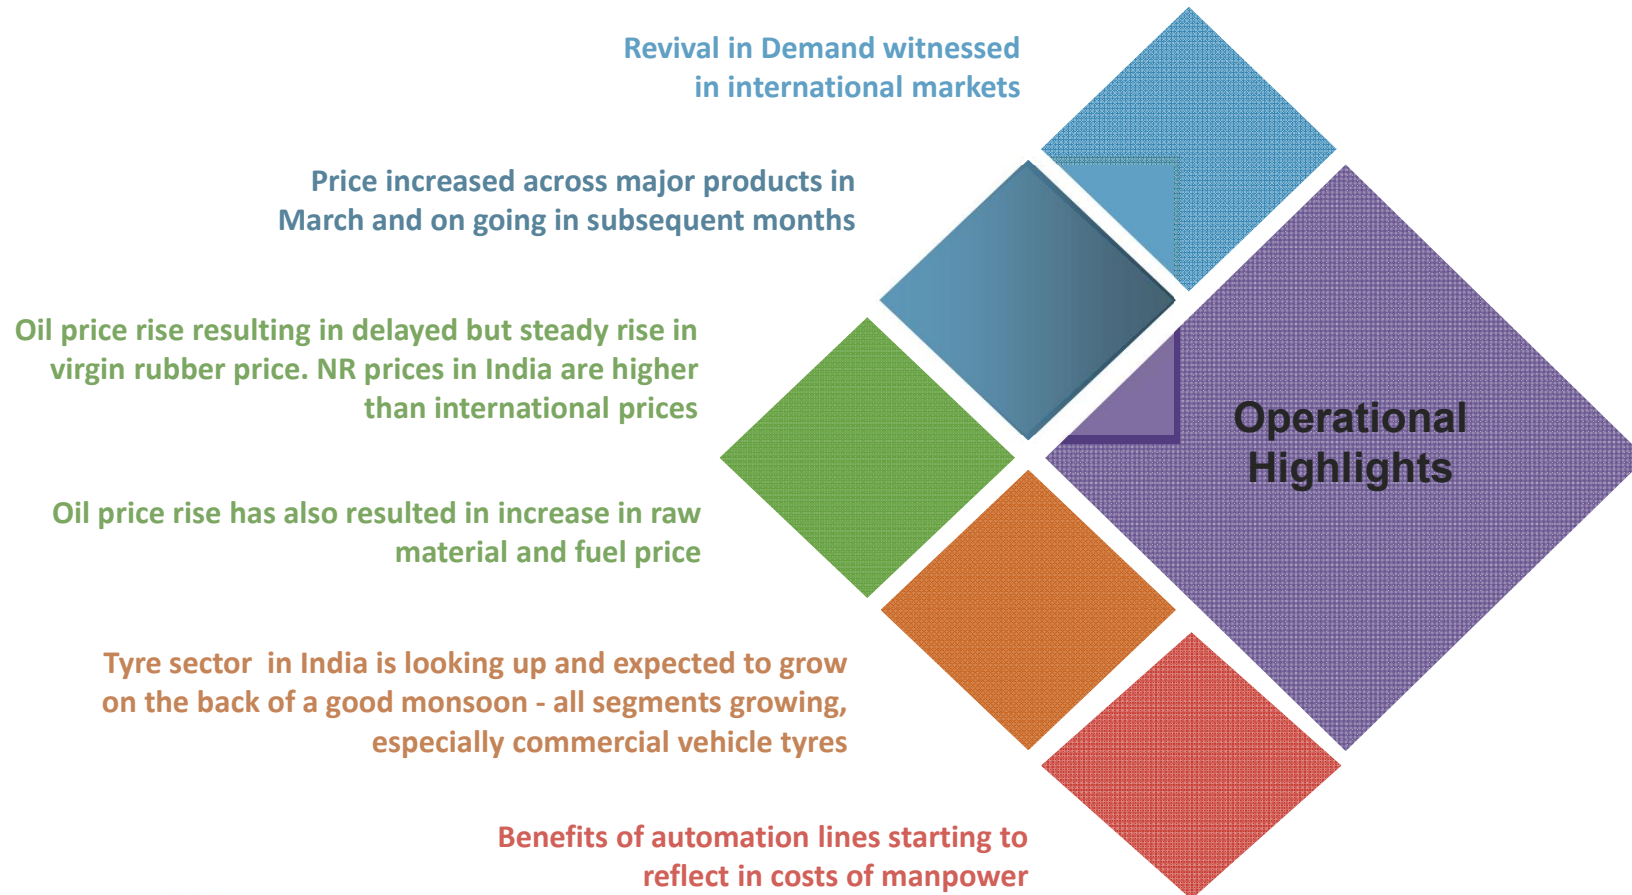 Revival in Demand witnessed
in international markets
Price increased across major products in
March and on going in subsequent months
Oil price rise resulting in delayed but steady rise in
virgin rubber price. NR prices in India are higher
than international prices
Operational
Highlights
Oil price rise has also resulted in increase in raw
material and fuel price
Tyre sector  in India is looking up and expected to grow
on the back of a good monsoon - all segments growing,
especially commercial vehicle tyres
Benefits of automation lines starting to
reflect in costs of manpower